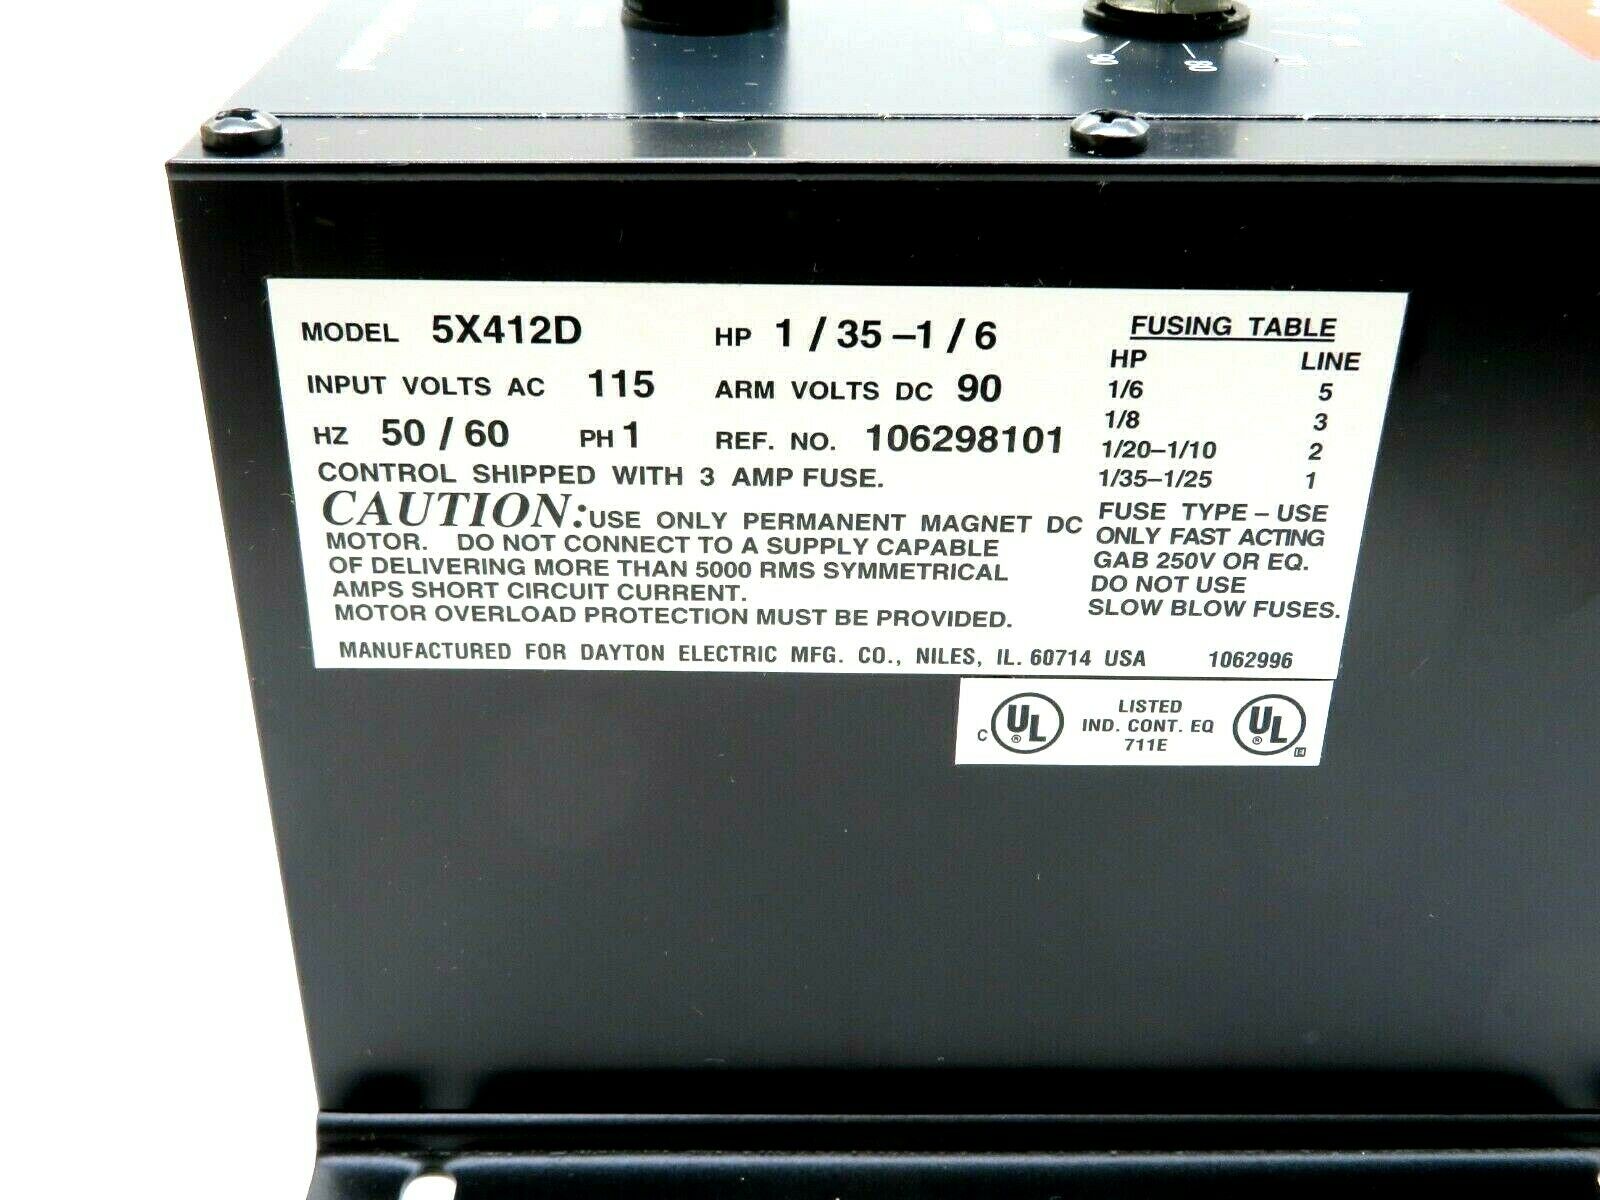 90
80
MODEL 5X412D HP 1/35–1/6
INPUT VOLTS AC 115 ARM VOLTS DC 90
HZ 50/60 PH 1 REF. NO. 106298101
CONTROL SHIPPED WITH 3 AMP FUSE.
CAUTION: USE ONLY PERMANENT MAGNET DC
MOTOR. DO NOT CONNECT TO A SUPPLY CAPABLE
OF DELIVERING MORE THAN 5000 RMS SYMMETRICAL
AMPS SHORT CIRCUIT CURRENT.
MOTOR OVERLOAD PROTECTION MUST BE PROVIDED.
FUSING TABLE
HP LINE
1/6 5
1/8 3
1/20–1/10 2
1/35–1/25 1
FUSE TYPE – USE
ONLY FAST ACTING
GAB 250V OR EQ.
DO NOT USE
SLOW BLOW FUSES.
MANUFACTURED FOR DAYTON ELECTRIC MFG. CO., NILES, IL. 60714 USA 1062996
C UL ® LISTED UL ®
IND. CONT. EQ
711E